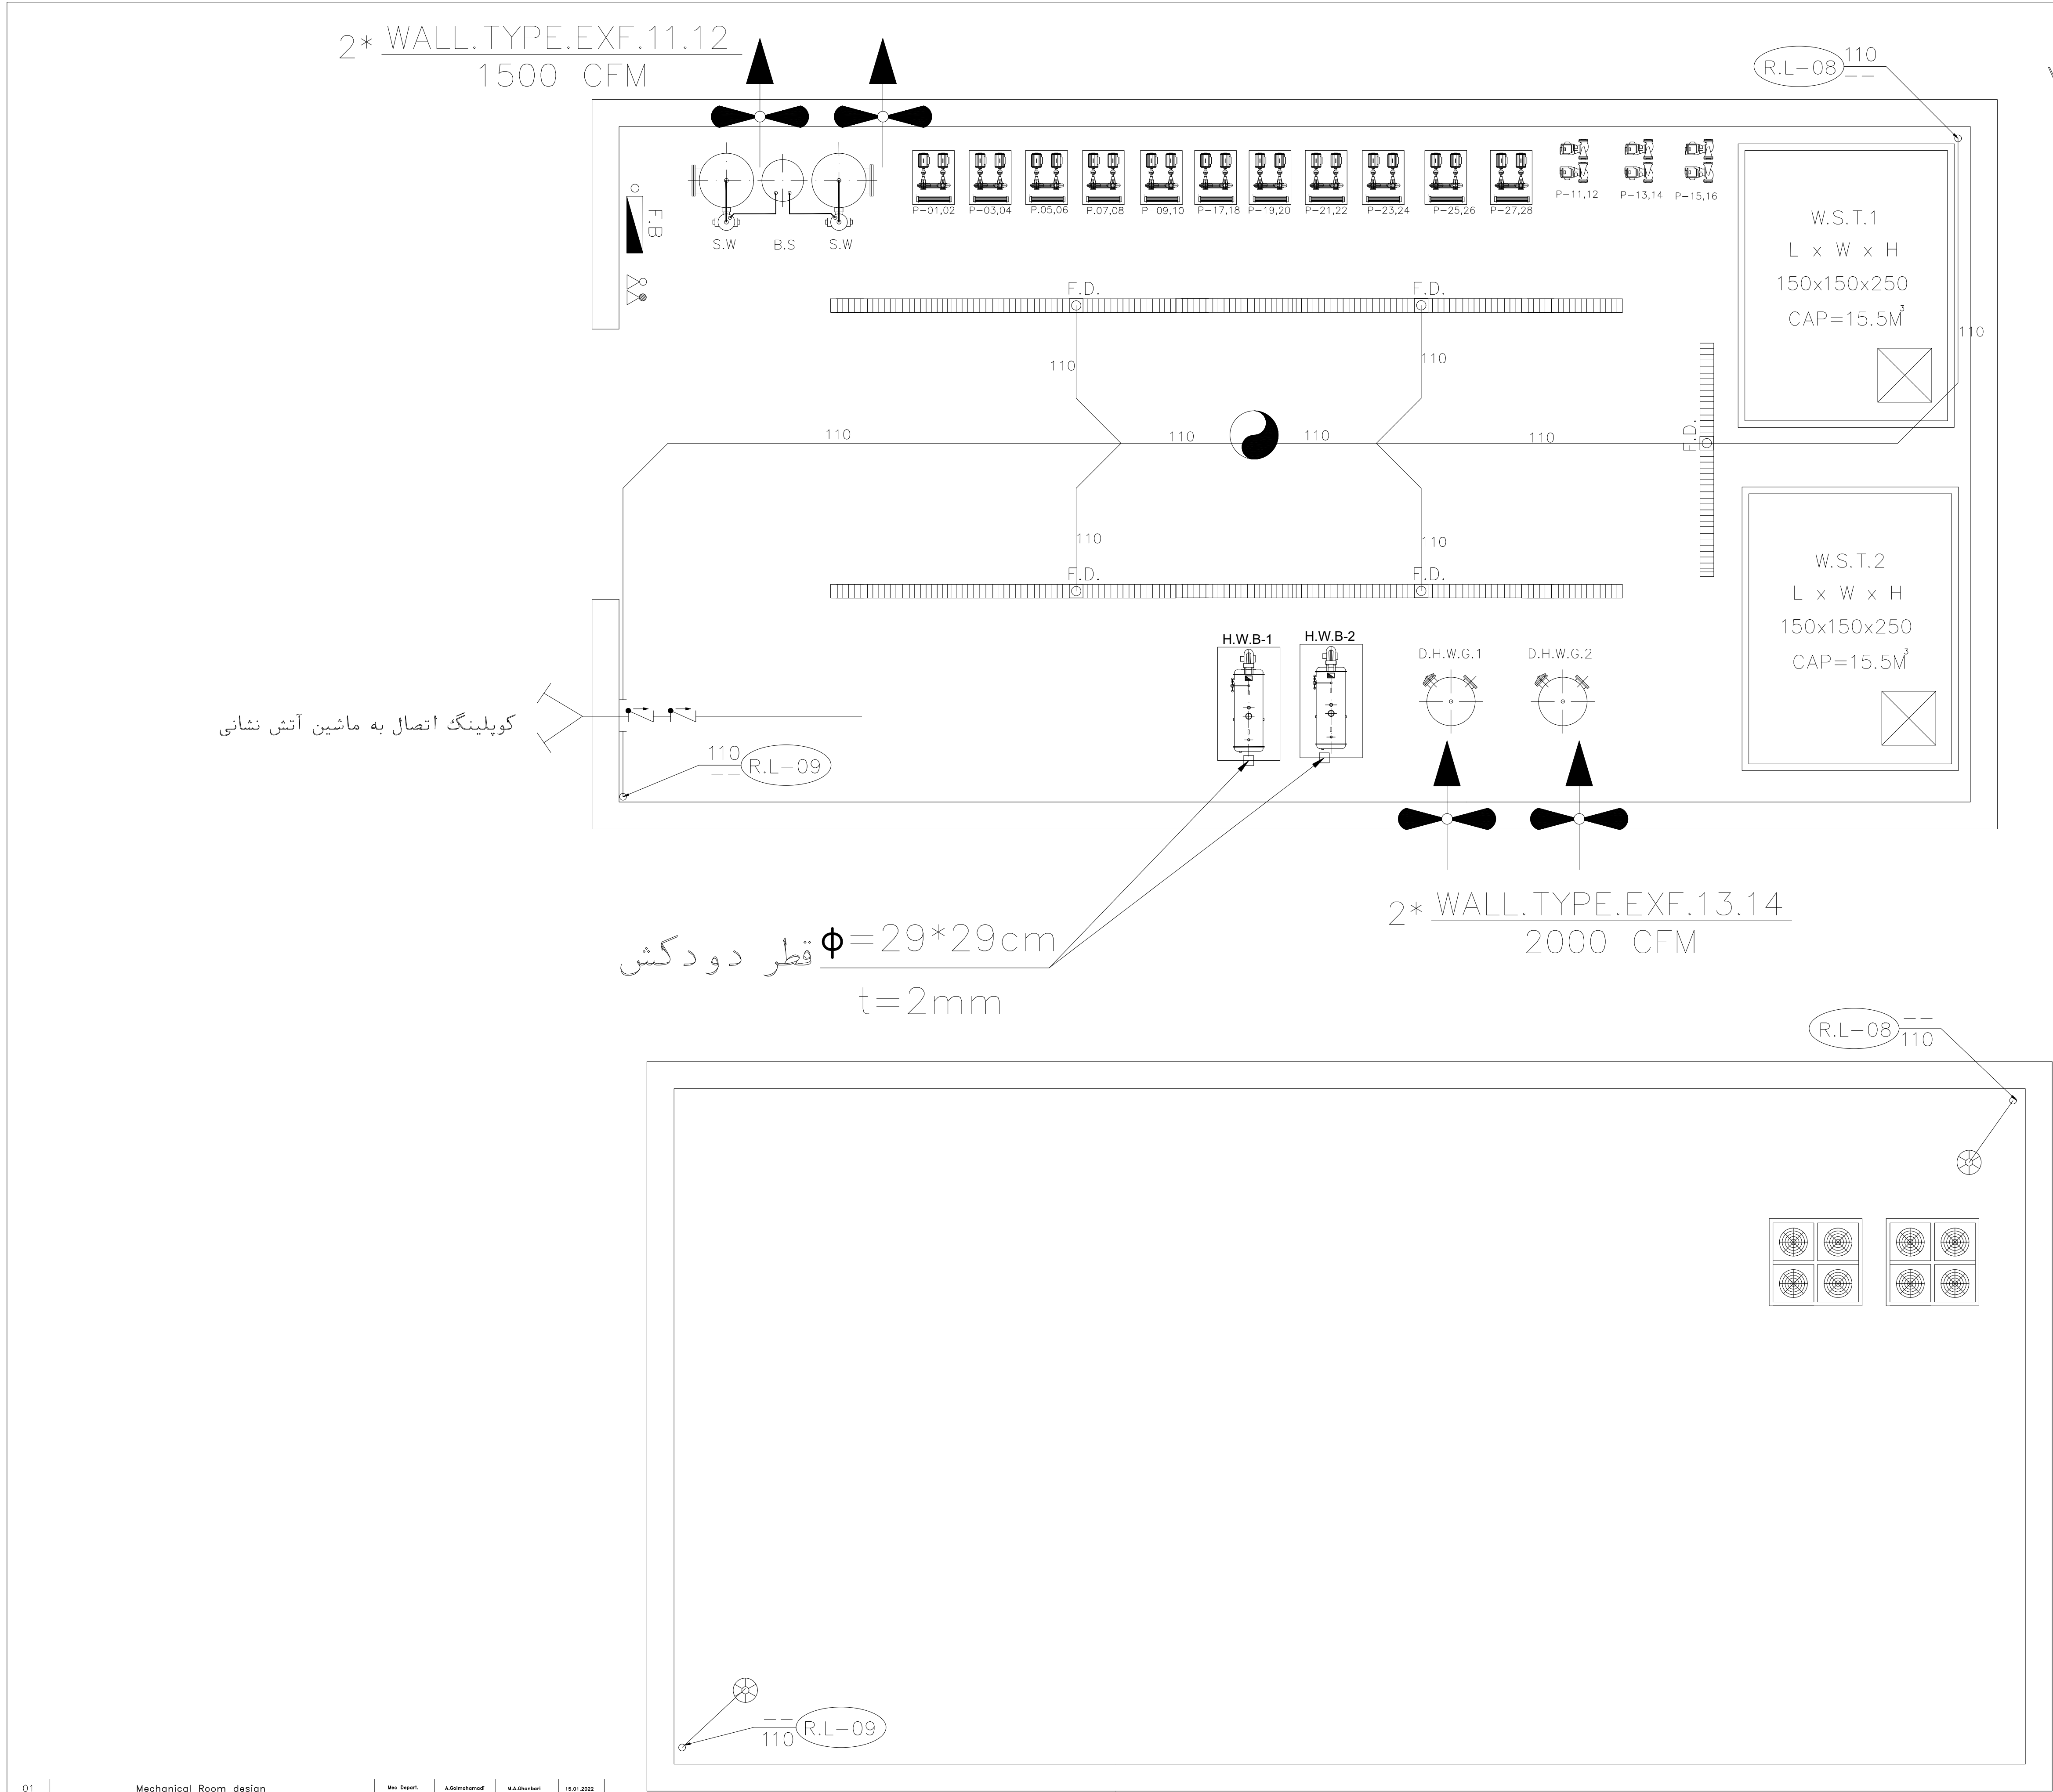 2* WALL.TYPE.EXF.11.12
1500 CFM
R.L-08
110
--
F.B
S.W
B.S
S.W
P-01,02
P-03,04
P.05,06
P.07,08
P-09,10
P-17,18
P-19,20
P-21,22
P-23,24
P-25,26
P-27,28
P-11,12
P-13,14
P-15,16
W.S.T.1
L x W x H
150x150x250
CAP=15.5M³
110
F.D.
F.D.
110
110
110
110
110
110
F.D.
110
110
F.D.
F.D.
W.S.T.2
L x W x H
150x150x250
CAP=15.5M³
H.W.B-1
H.W.B-2
D.H.W.G.1
D.H.W.G.2
کوپلینگ اتصال به ماشین آتش نشانی
110
--
R.L-09
2* WALL.TYPE.EXF.13.14
2000 CFM
قطر دودکش ϕ=29*29cm
t=2mm
R.L-08
--
110
--
110
R.L-09
01
Mechanical Room design
Mec Depart.
A.Golmohamadi
M.A.Ghanbari
15.01.2022